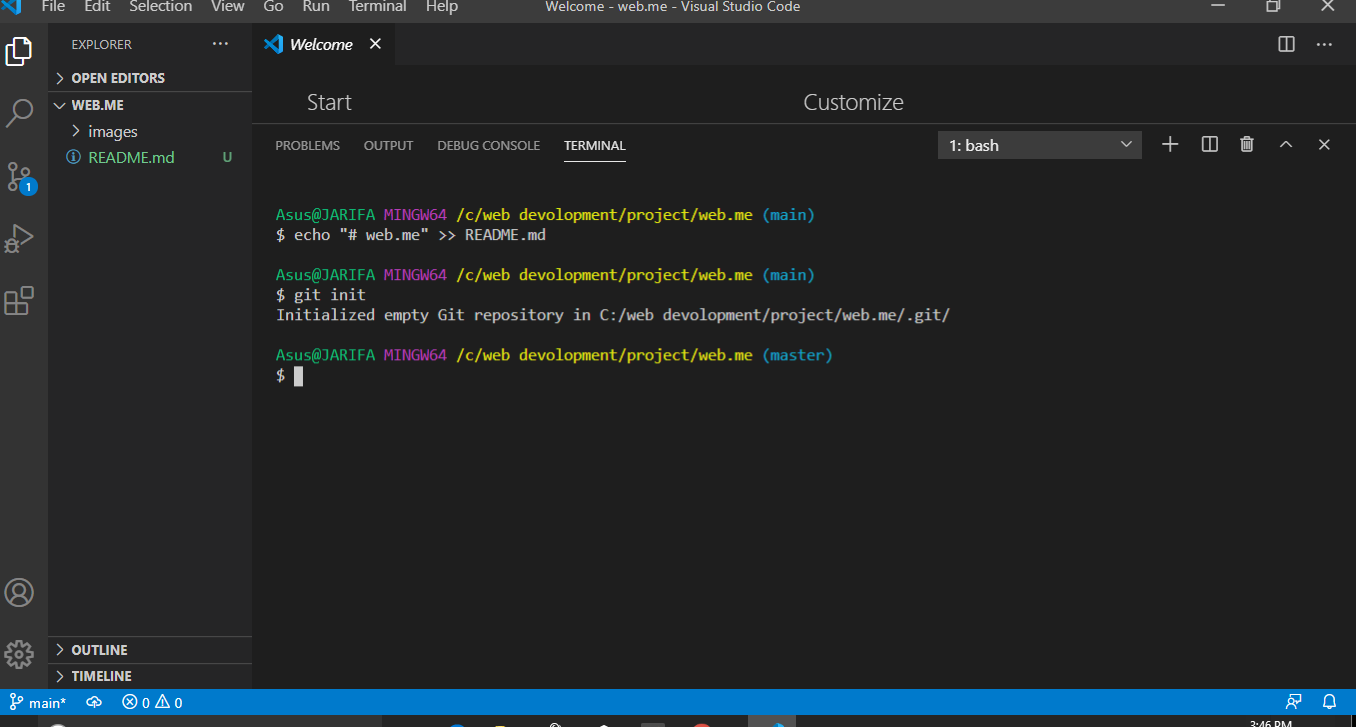 File Edit Selection View Go Run Terminal Help Welcome - web.me - Visual Studio Code
EXPLORER
Welcome
OPEN EDITORS
WEB.ME
images
README.md U
1
Start Customize
PROBLEMS OUTPUT DEBUG CONSOLE TERMINAL 1: bash
Asus@JARIFA MINGW64 /c/web devolopment/project/web.me (main)
$ echo "# web.me" >> README.md
Asus@JARIFA MINGW64 /c/web devolopment/project/web.me (main)
$ git init
Initialized empty Git repository in C:/web devolopment/project/web.me/.git/
Asus@JARIFA MINGW64 /c/web devolopment/project/web.me (master)
$
OUTLINE
TIMELINE
main* 0 0
3:46 PM